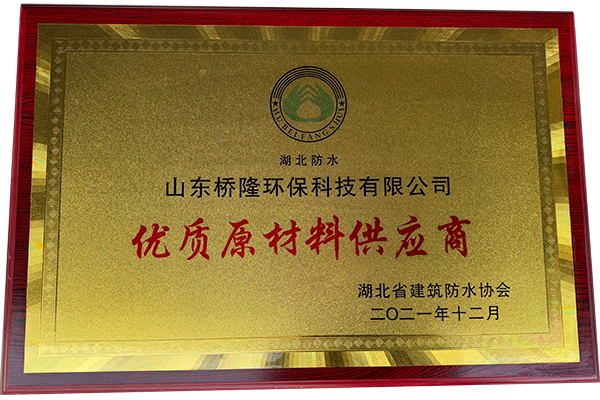 HU BEI FANG SHUI
湖北防水
山东桥隆环保科技有限公司
优质原材料供应商
湖北省建筑防水协会
二〇二一年十二月